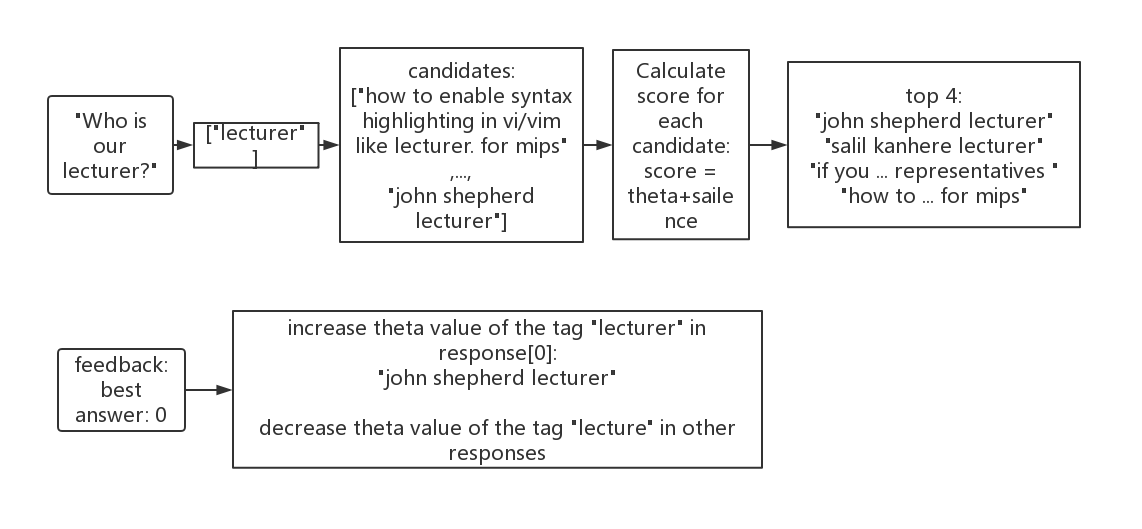 "Who is
our
lecturer?"
["lecturer"
]
candidates:
["how to enable syntax
highlighting in vi/vim
like lecturer. for mips"
,...,
"john shepherd
lecturer"]
Calculate
score for
each
candidate:
score =
theta+saile
nce
top 4:
"john shepherd lecturer"
"salil kanhere lecturer"
"if you ... representatives "
"how to ... for mips"
feedback:
best
answer: 0
increase theta value of the tag "lecturer" in
response[0]:
"john shepherd lecturer"
decrease theta value of the tag "lecture" in other
responses